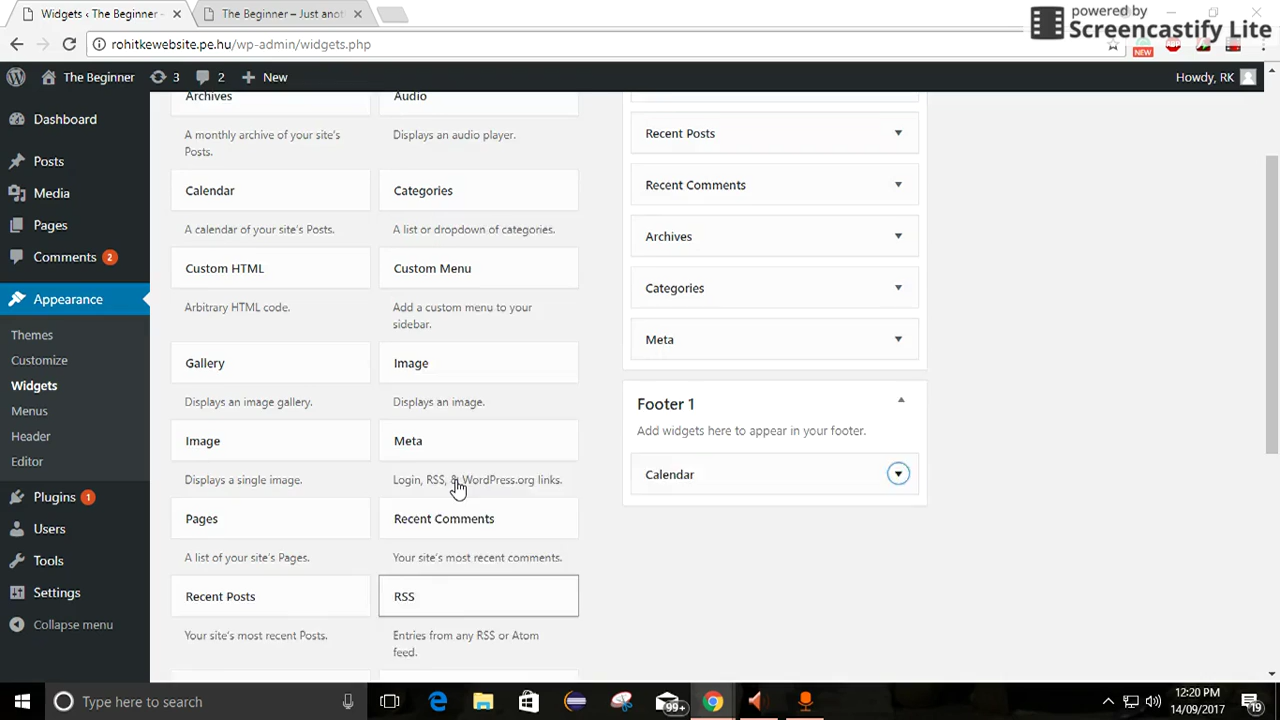 Widgets ‹ The Beginner -
The Beginner – Just anot
powered by
Screencastify Lite
rohitkewebsite.pe.hu/wp-admin/widgets.php
NEW
The Beginner
3
2
New
Howdy, RK
Dashboard
Posts
Media
Pages
Comments 2
Appearance
Themes
Customize
Widgets
Menus
Header
Editor
Plugins 1
Users
Tools
Settings
Collapse menu
Archives
A monthly archive of your site's
Posts.
Audio
Displays an audio player.
Calendar
A calendar of your site's Posts.
Categories
A list or dropdown of categories.
Custom HTML
Arbitrary HTML code.
Custom Menu
Add a custom menu to your
sidebar.
Gallery
Displays an image gallery.
Image
Displays an image.
Image
Displays a single image.
Meta
Login, RSS, & WordPress.org links.
Pages
A list of your site's Pages.
Recent Comments
Your site's most recent comments.
Recent Posts
Your site's most recent Posts.
RSS
Entries from any RSS or Atom
feed.
Recent Posts
Recent Comments
Archives
Categories
Meta
Footer 1
Add widgets here to appear in your footer.
Calendar
Type here to search
99+
12:20 PM
14/09/2017
19